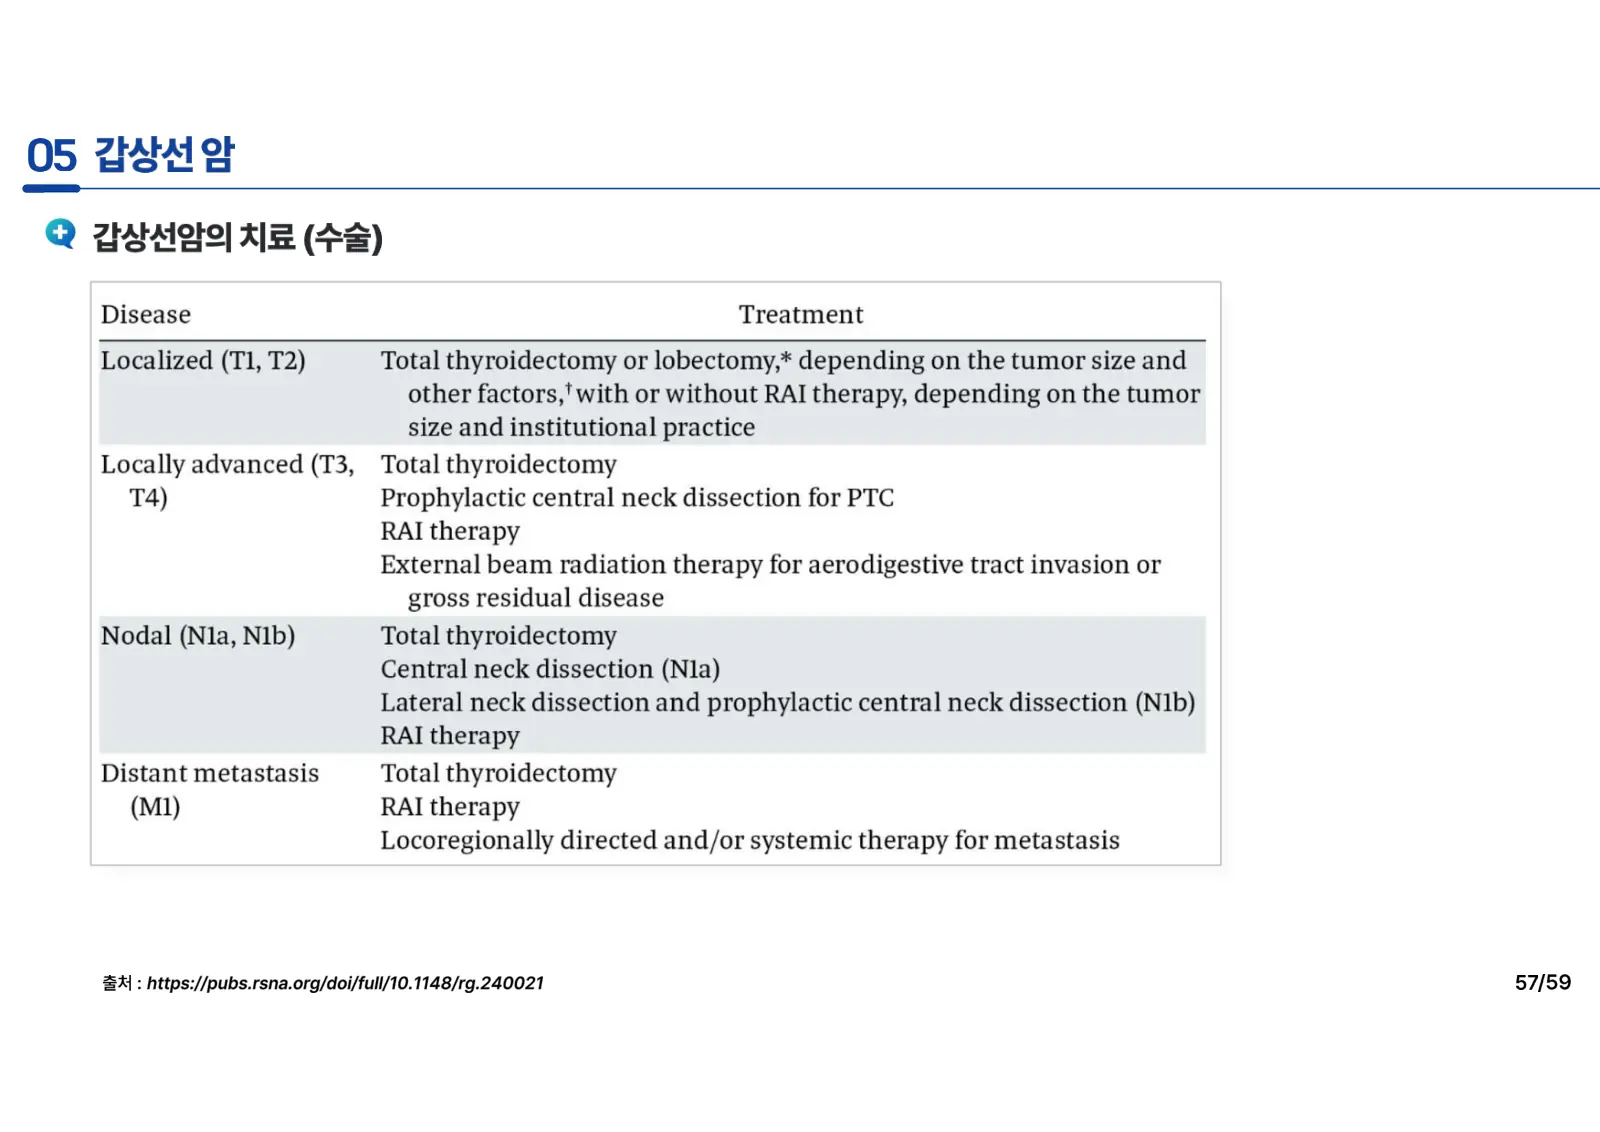 05 갑상선 암
갑상선암의 치료 (수술)
Disease Treatment
Localized (T1, T2) Total thyroidectomy or lobectomy,* depending on the tumor size and
other factors,† with or without RAI therapy, depending on the tumor
size and institutional practice
Locally advanced (T3, Total thyroidectomy
T4) Prophylactic central neck dissection for PTC
RAI therapy
External beam radiation therapy for aerodigestive tract invasion or
gross residual disease
Nodal (N1a, N1b) Total thyroidectomy
Central neck dissection (N1a)
Lateral neck dissection and prophylactic central neck dissection (N1b)
RAI therapy
Distant metastasis Total thyroidectomy
(M1) RAI therapy
Locoregionally directed and/or systemic therapy for metastasis
출처 : https://pubs.rsna.org/doi/full/10.1148/rg.240021
57/59